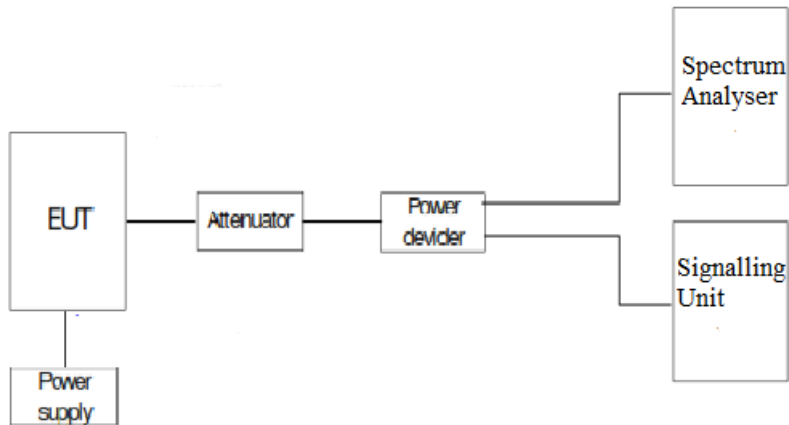 Spectrum
Analyser
EUT
Attenuator
Power
devider
Signalling
Unit
Power
supply